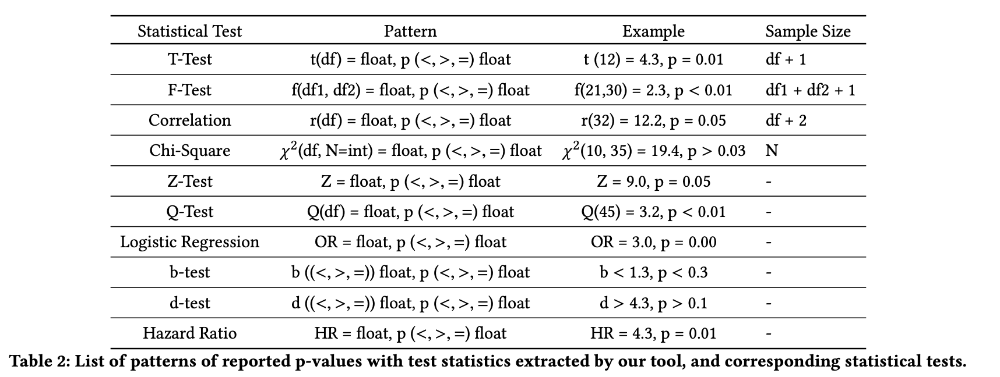 Statistical Test Pattern Example Sample Size
T-Test t(df) = float, p (<, >, =) float t (12) = 4.3, p = 0.01 df + 1
F-Test f(df1, df2) = float, p (<, >, =) float f(21,30) = 2.3, p < 0.01 df1 + df2 + 1
Correlation r(df) = float, p (<, >, =) float r(32) = 12.2, p = 0.05 df + 2
Chi-Square χ²(df, N=int) = float, p (<, >, =) float χ²(10, 35) = 19.4, p > 0.03 N
Z-Test Z = float, p (<, >, =) float Z = 9.0, p = 0.05 -
Q-Test Q(df) = float, p (<, >, =) float Q(45) = 3.2, p < 0.01 -
Logistic Regression OR = float, p (<, >, =) float OR = 3.0, p = 0.00 -
b-test b ((<, >, =)) float, p (<, >, =) float b < 1.3, p < 0.3 -
d-test d ((<, >, =)) float, p (<, >, =) float d > 4.3, p > 0.1 -
Hazard Ratio HR = float, p (<, >, =) float HR = 4.3, p = 0.01 -
Table 2: List of patterns of reported p-values with test statistics extracted by our tool, and corresponding statistical tests.